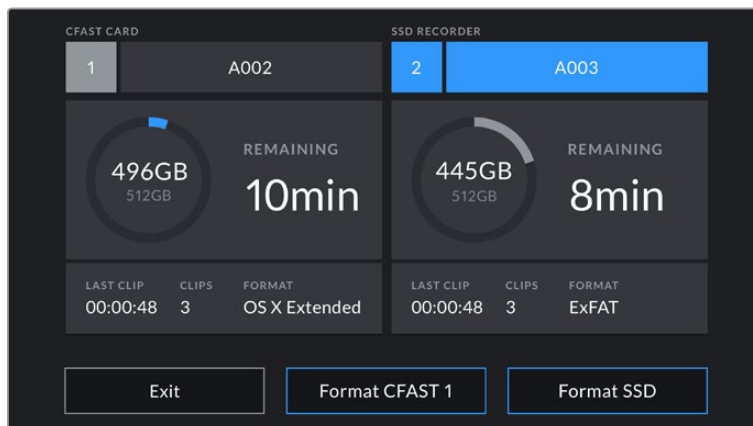 CFAST CARD
1 A002
496GB
512GB
REMAINING
10min
LAST CLIP CLIPS FORMAT
00:00:48 3 OS X Extended
SSD RECORDER
2 A003
445GB
512GB
REMAINING
8min
LAST CLIP CLIPS FORMAT
00:00:48 3 ExFAT
Exit Format CFAST 1 Format SSD